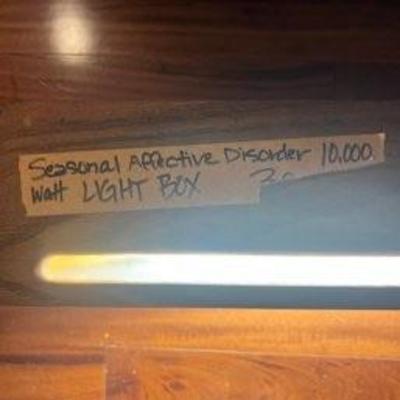 Seasonal Affective Disorder 10,000
Watt LIGHT BOX